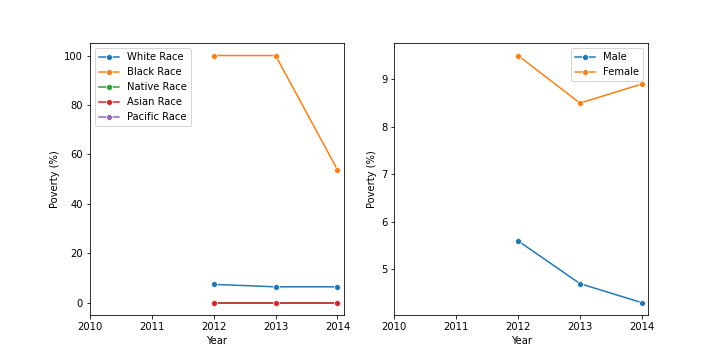 White Race
Black Race
Native Race
Asian Race
Pacific Race
100
80
60
40
20
0
Poverty (%)
2010 2011 2012 2013 2014
Year
Male
Female
9
8
7
6
5
Poverty (%)
2010 2011 2012 2013 2014
Year